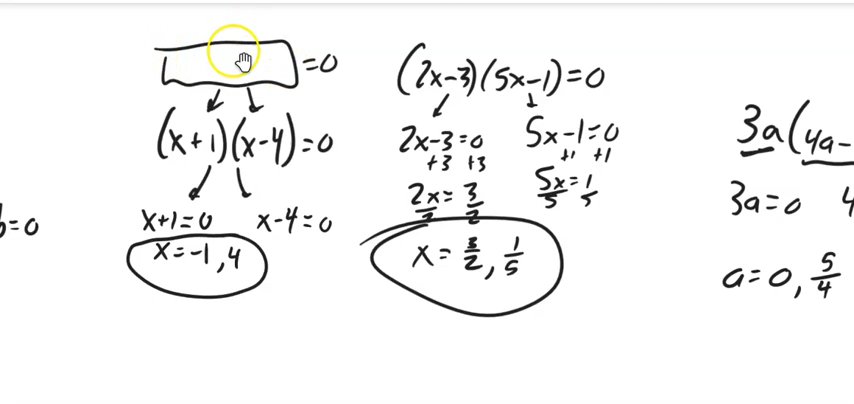 b=0
=0
(x+1)(x-4)=0
x+1=0 x-4=0
x=-1,4
(2x-3)(5x-1)=0
2x-3=0 5x-1=0
+3 +3 +1 +1
2x=3 5x=1
2 2 5 5
x=3/2, 1/5
3a(4a-
3a=0 4
a=0, 5/4